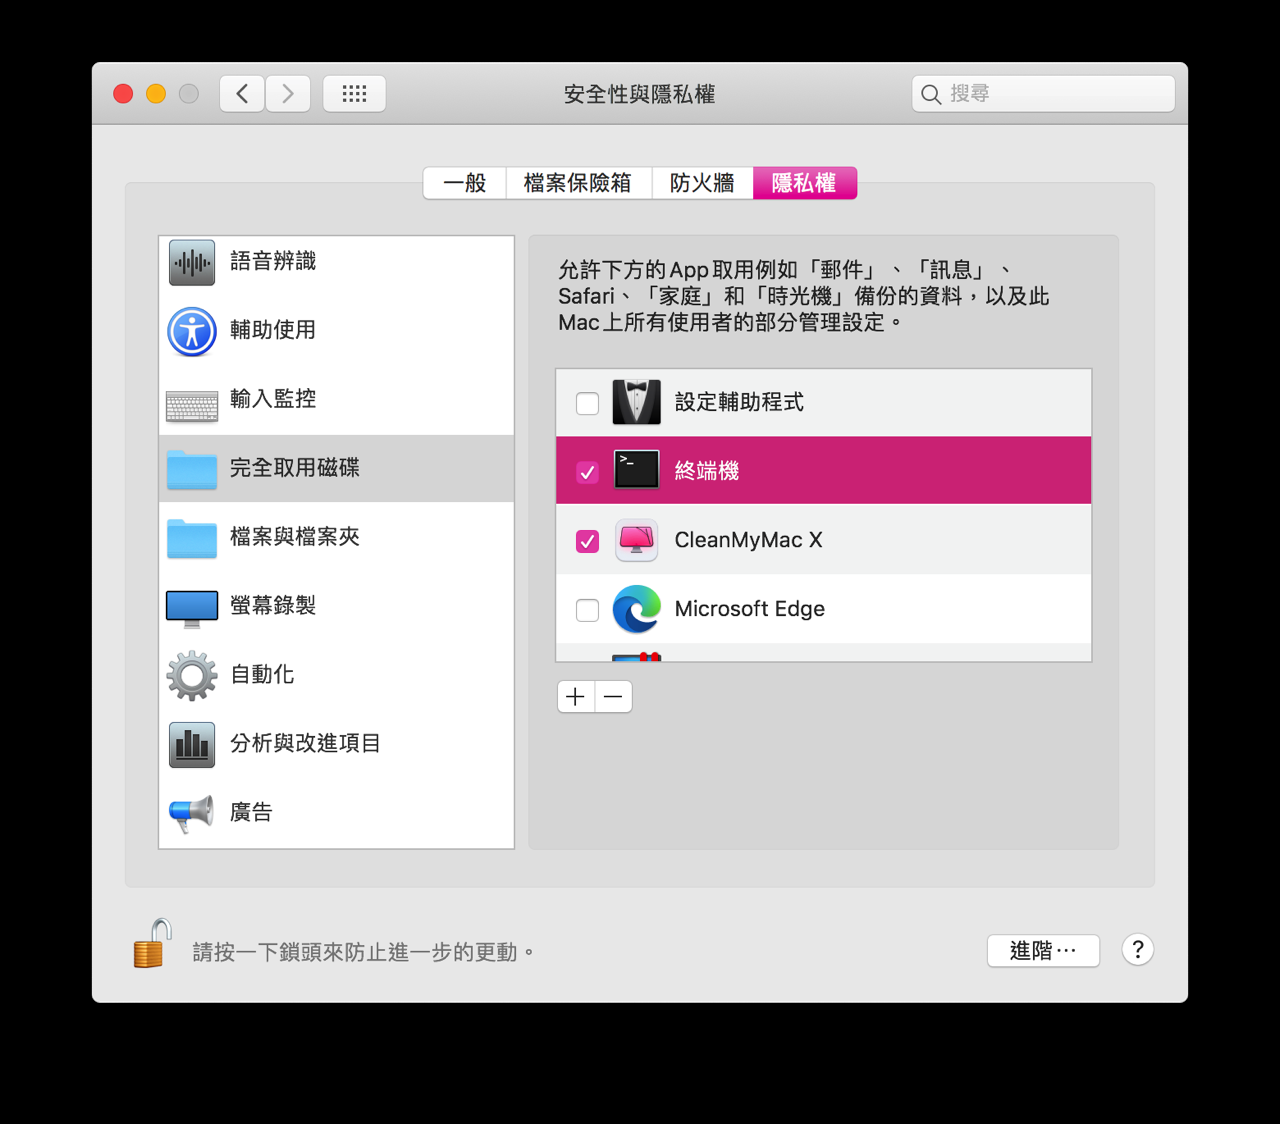 安全性與隱私權
搜尋
一般
檔案保險箱
防火牆
隱私權
語音辨識
輔助使用
輸入監控
完全取用磁碟
檔案與檔案夾
螢幕錄製
自動化
分析與改進項目
廣告
允許下方的App取用例如「郵件」、「訊息」、
Safari、「家庭」和「時光機」備份的資料，以及此
Mac上所有使用者的部分管理設定。
設定輔助程式
>_
終端機
CleanMyMac X
Microsoft Edge
請按一下鎖頭來防止進一步的更動。
進階⋯
?